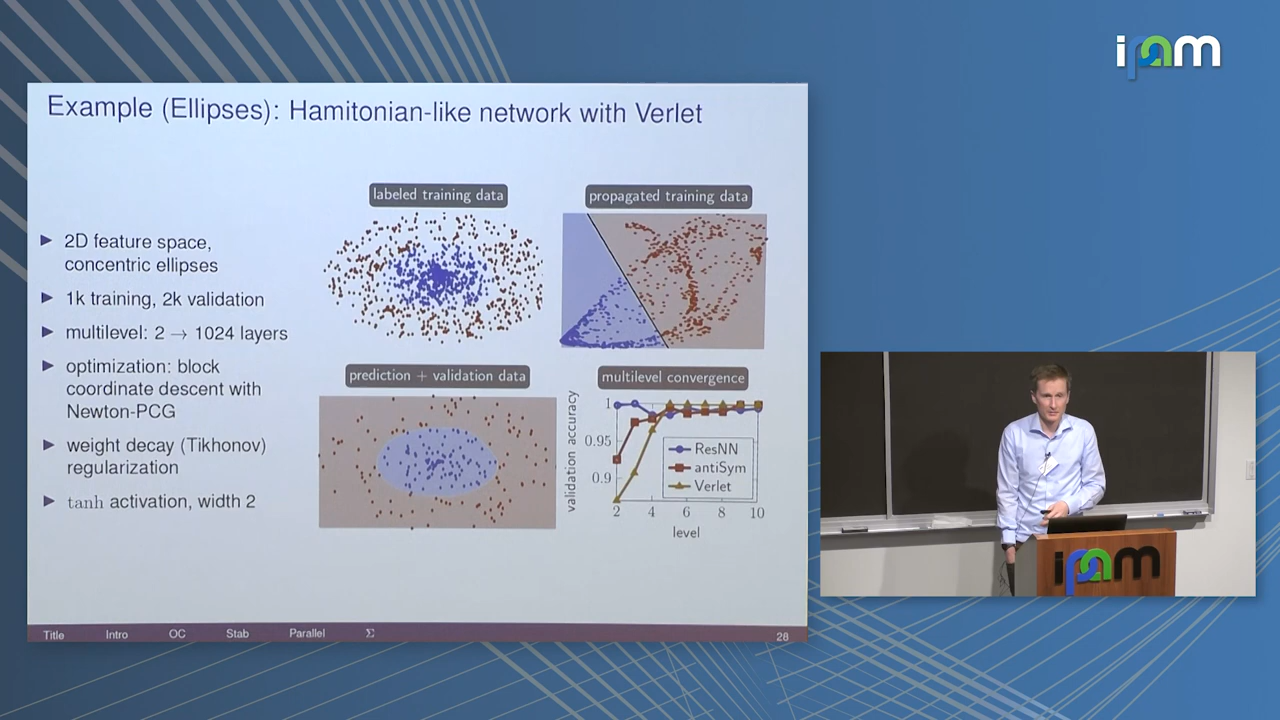 ipam
Example (Ellipses): Hamitonian-like network with Verlet
▶ 2D feature space,
concentric ellipses
▶ 1k training, 2k validation
▶ multilevel: 2 → 1024 layers
▶ optimization: block
coordinate descent with
Newton-PCG
▶ weight decay (Tikhonov)
regularization
▶ tanh activation, width 2
labeled training data
propagated training data
prediction + validation data
multilevel convergence
validation accuracy
1
0.95
0.9
ResNN
antiSym
Verlet
2 4 6 8 10
level
Title Intro OC Stab Parallel Σ
28
ipam